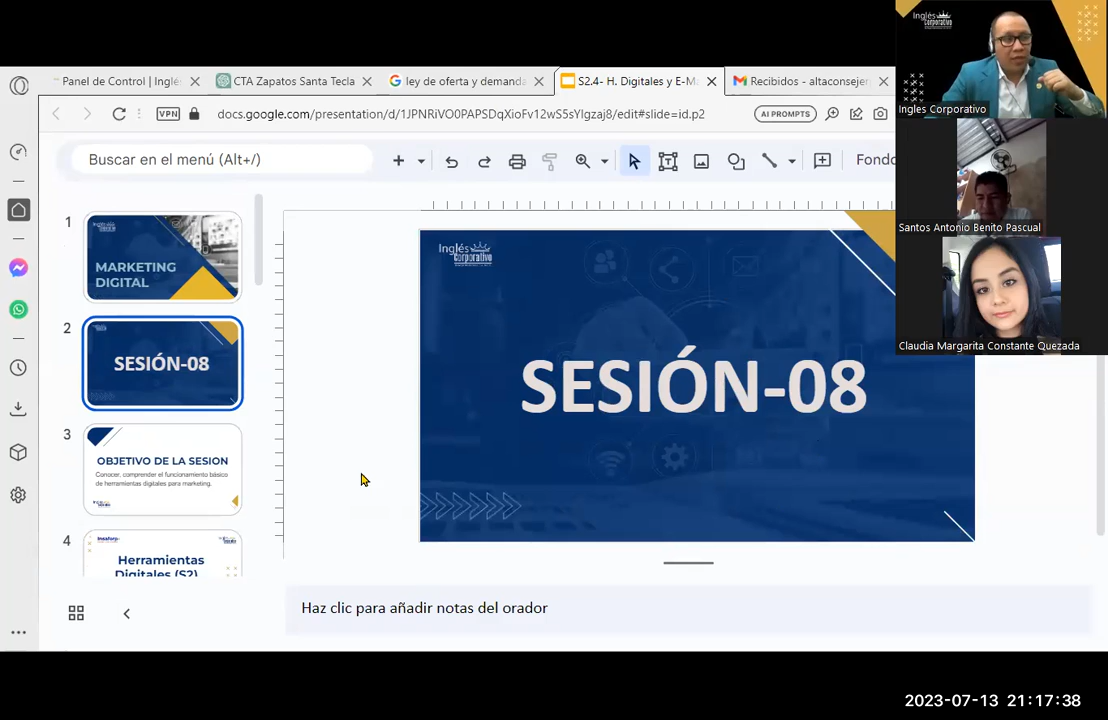 Panel de Control | Inglé
CTA Zapatos Santa Tecla
ley de oferta y demanda
S2.4- H. Digitales y E-Ma
Recibidos - altaconsejer
VPN
docs.google.com/presentation/d/1JPNRiVO0PAPSDqXioFv12wS5sYlgzaj8/edit#slide=id.p2
AI PROMPTS
Buscar en el menú (Alt+/)
Fondo
1
MARKETING
DIGITAL
2
SESIÓN-08
3
OBJETIVO DE LA SESION
Conocer, comprender el funcionamiento básico
de herramientas digitales para marketing.
4
Insaforp
Herramientas
Digitales (S2)
Inglés
corporativo
SESIÓN-08
Haz clic para añadir notas del orador
Inglés
corporativo
Ingles Corporativo
Santos Antonio Benito Pascual
Claudia Margarita Constante Quezada
2023-07-13 21:17:38